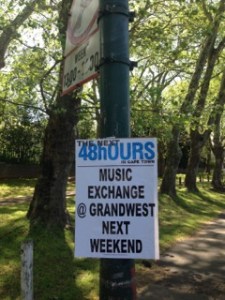 THE NEXT
48HOURS
IN CAPE TOWN
MUSIC
EXCHANGE
@ GRANDWEST
NEXT
WEEKEND